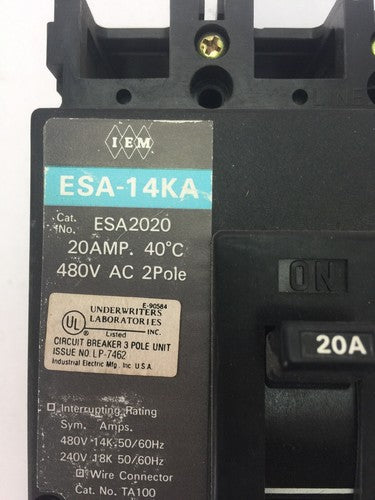 IEM
ESA-14KA
Cat. No. ESA2020
20AMP. 40°C
480V AC 2Pole
E-90584
UL ® UNDERWRITERS
LABORATORIES INC.
Listed
CIRCUIT BREAKER 3 POLE UNIT
ISSUE NO. LP-7462
Industrial Electric Mfg. Inc. U.S.A.
Interrupting Rating
Sym. Amps.
480V 14K 50/60Hz
240V 18K 50/60Hz
Wire Connector
Cat. No. TA100
LINE
ON
20A